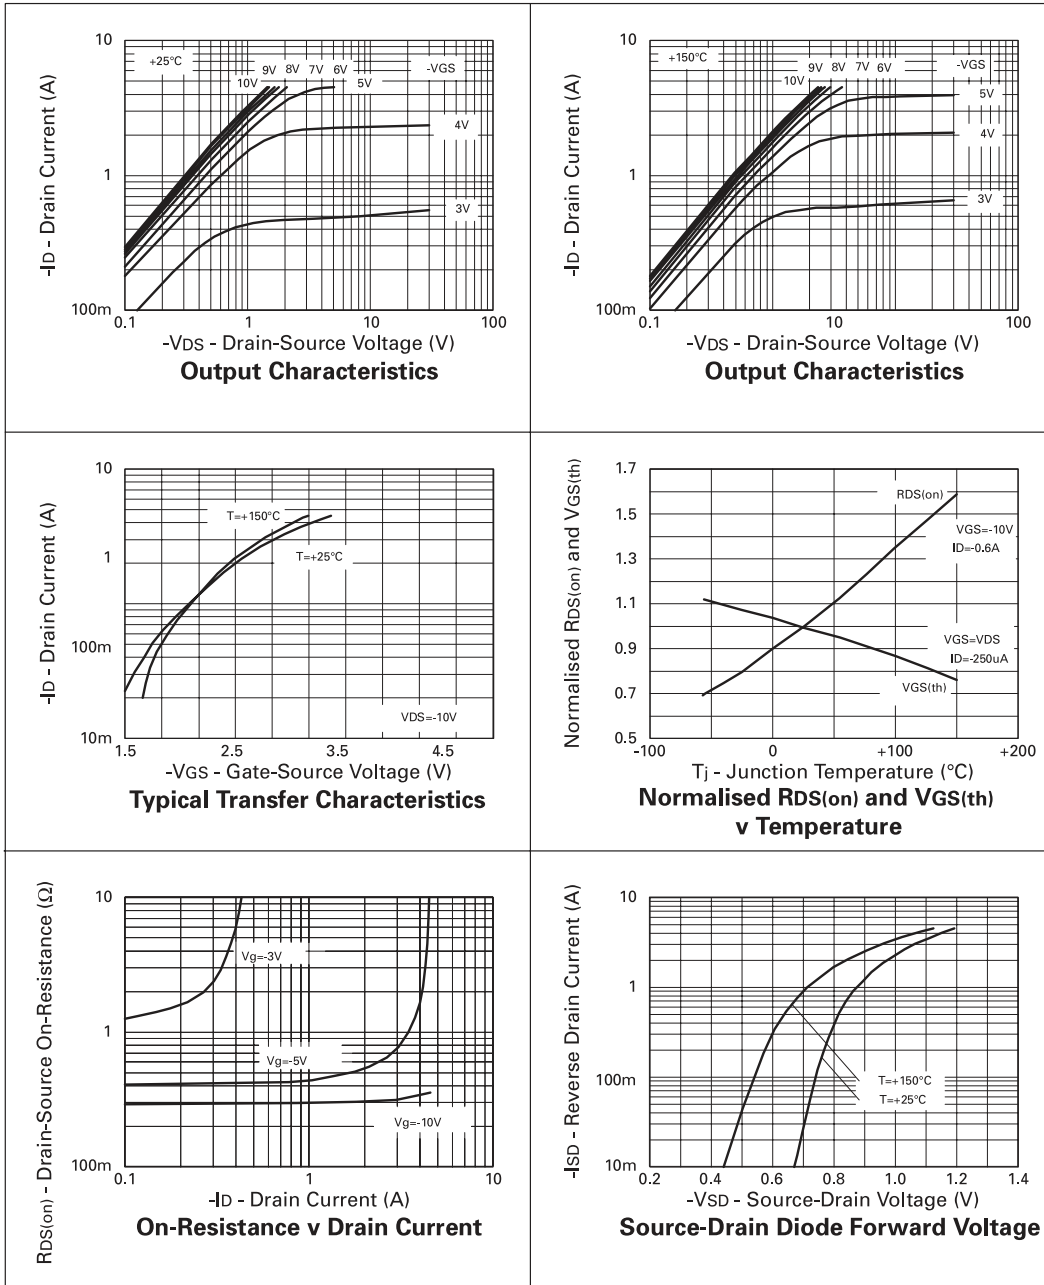 10
+25°C
9V 8V 7V 6V
-VGS
10V
5V
4V
1
3V
100m
0.1 1 10 100
-ID - Drain Current (A)
-VDS - Drain-Source Voltage (V)
Output Characteristics
10
+150°C
9V 8V 7V 6V
-VGS
10V
5V
4V
1
3V
100m
0.1 1 10 100
-ID - Drain Current (A)
-VDS - Drain-Source Voltage (V)
Output Characteristics
10
T=+150°C
1
T=+25°C
100m
VDS=-10V
10m
1.5 2.5 3.5 4.5
-ID - Drain Current (A)
-VGS - Gate-Source Voltage (V)
Typical Transfer Characteristics
1.7
RDS(on)
1.5
VGS=-10V
1.3
ID=-0.6A
1.1
VGS=VDS
0.9
ID=-250uA
0.7
VGS(th)
0.5
-100 0 +100 +200
Normalised RDS(on) and VGS(th)
Tj - Junction Temperature (°C)
Normalised RDS(on) and VGS(th)
v Temperature
10
Vg=-3V
1
Vg=-5V
Vg=-10V
100m
0.1 1 10
RDS(on) - Drain-Source On-Resistance (Ω)
-ID - Drain Current (A)
On-Resistance v Drain Current
10
1
100m
T=+150°C
T=+25°C
10m
0.2 0.4 0.6 0.8 1.0 1.2 1.4
-ISD - Reverse Drain Current (A)
-VSD - Source-Drain Voltage (V)
Source-Drain Diode Forward Voltage